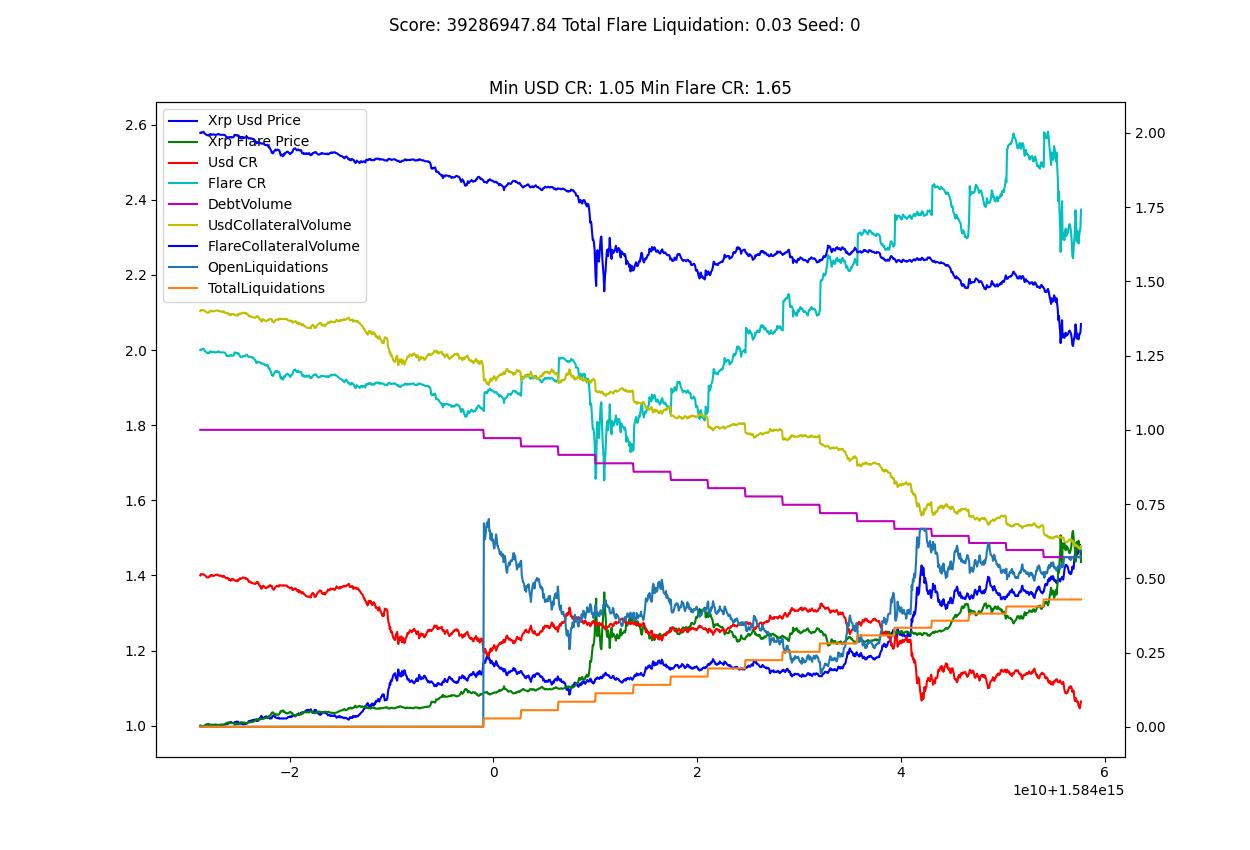 Score: 39286947.84 Total Flare Liquidation: 0.03 Seed: 0
Min USD CR: 1.05 Min Flare CR: 1.65
Xrp Usd Price
Xrp Flare Price
Usd CR
Flare CR
DebtVolume
UsdCollateralVolume
FlareCollateralVolume
OpenLiquidations
TotalLiquidations
2.6
2.4
2.2
2.0
1.8
1.6
1.4
1.2
1.0
2.00
1.75
1.50
1.25
1.00
0.75
0.50
0.25
0.00
−2 0 2 4 6
1e10+1.584e15